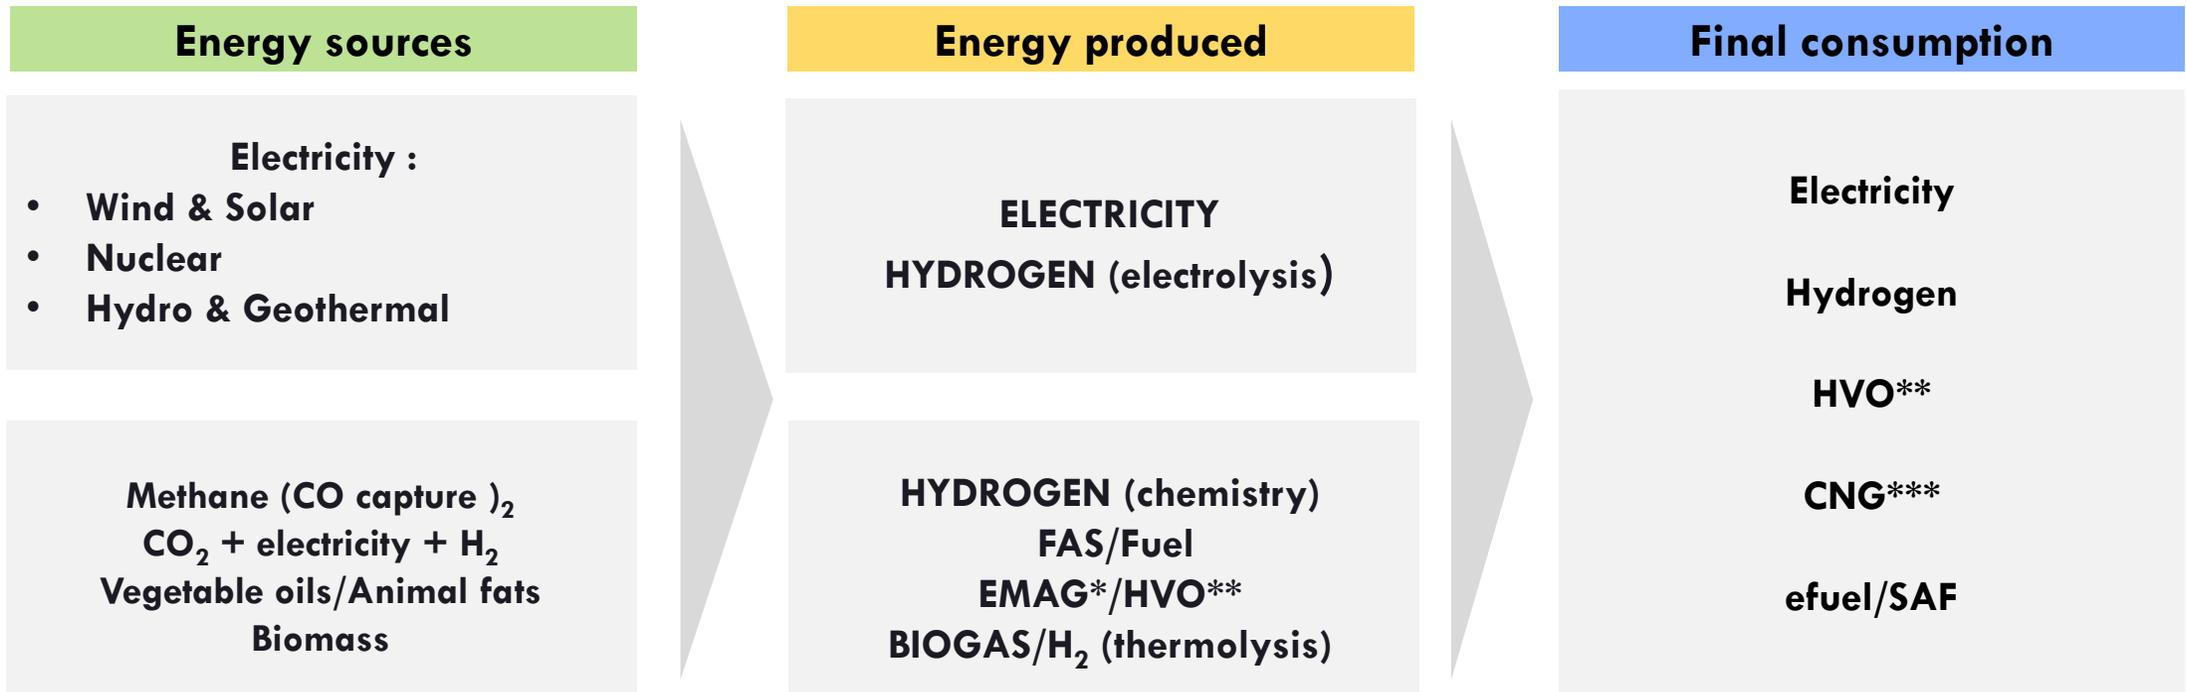 Energy sources
Electricity :
• Wind & Solar
• Nuclear
• Hydro & Geothermal
Methane (CO capture )₂
CO₂ + electricity + H₂
Vegetable oils/Animal fats
Biomass
Energy produced
ELECTRICITY
HYDROGEN (electrolysis)
HYDROGEN (chemistry)
FAS/Fuel
EMAG*/HVO**
BIOGAS/H₂ (thermolysis)
Final consumption
Electricity
Hydrogen
HVO**
CNG***
efuel/SAF